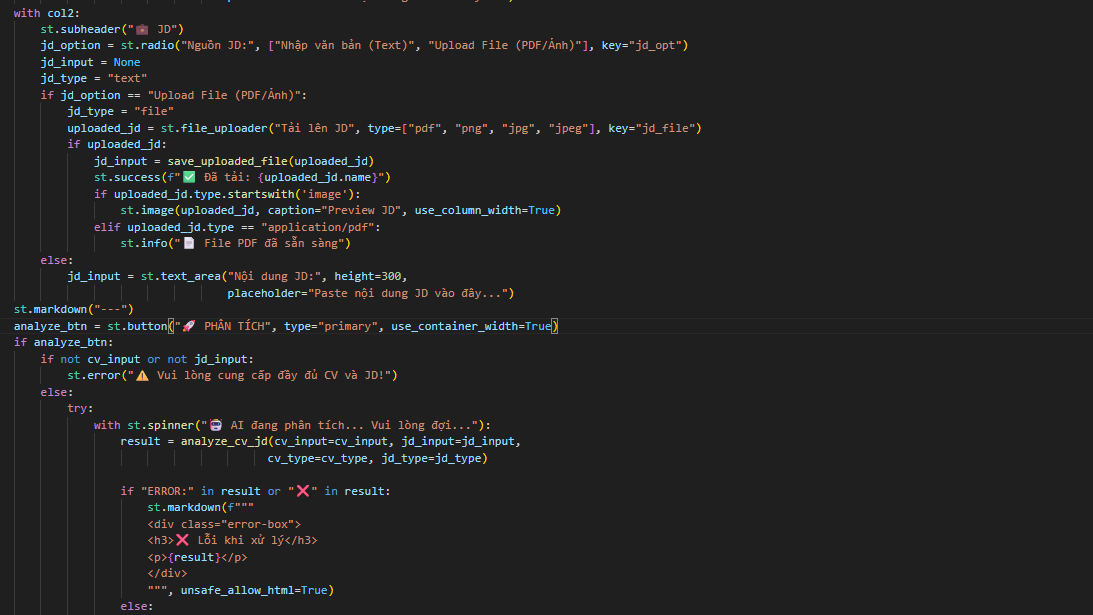 with col2:
    st.subheader("💼 JD")
    jd_option = st.radio("Nguồn JD:", ["Nhập văn bản (Text)", "Upload File (PDF/Ảnh)"], key="jd_opt")
    jd_input = None
    jd_type = "text"
    if jd_option == "Upload File (PDF/Ảnh)":
        jd_type = "file"
        uploaded_jd = st.file_uploader("Tải lên JD", type=["pdf", "png", "jpg", "jpeg"], key="jd_file")
        if uploaded_jd:
            jd_input = save_uploaded_file(uploaded_jd)
            st.success(f"✅ Đã tải: {uploaded_jd.name}")
            if uploaded_jd.type.startswith('image'):
                st.image(uploaded_jd, caption="Preview JD", use_column_width=True)
            elif uploaded_jd.type == "application/pdf":
                st.info("📄 File PDF đã sẵn sàng")
    else:
        jd_input = st.text_area("Nội dung JD:", height=300,
                                placeholder="Paste nội dung JD vào đây...")
st.markdown("---")
analyze_btn = st.button("🚀 PHÂN TÍCH", type="primary", use_container_width=True)
if analyze_btn:
    if not cv_input or not jd_input:
        st.error("⚠️ Vui lòng cung cấp đầy đủ CV và JD!")
    else:
        try:
            with st.spinner("🤖 AI đang phân tích... Vui lòng đợi..."):
                result = analyze_cv_jd(cv_input=cv_input, jd_input=jd_input,
                                      cv_type=cv_type, jd_type=jd_type)

                if "ERROR:" in result or "❌" in result:
                    st.markdown(f"""
                    <div class="error-box">
                    <h3>❌ Lỗi khi xử lý</h3>
                    <p>{result}</p>
                    </div>
                    """, unsafe_allow_html=True)
                else: